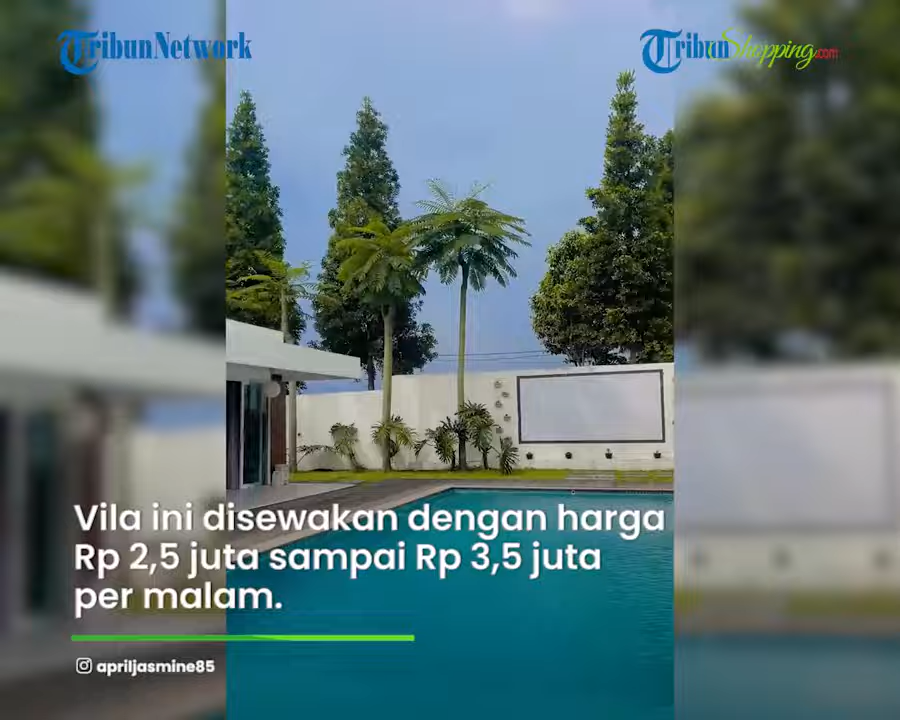 TribunNetwork
TribunShopping.com
Vila ini disewakan dengan harga
Rp 2,5 juta sampai Rp 3,5 juta
per malam.
apriljasmine85